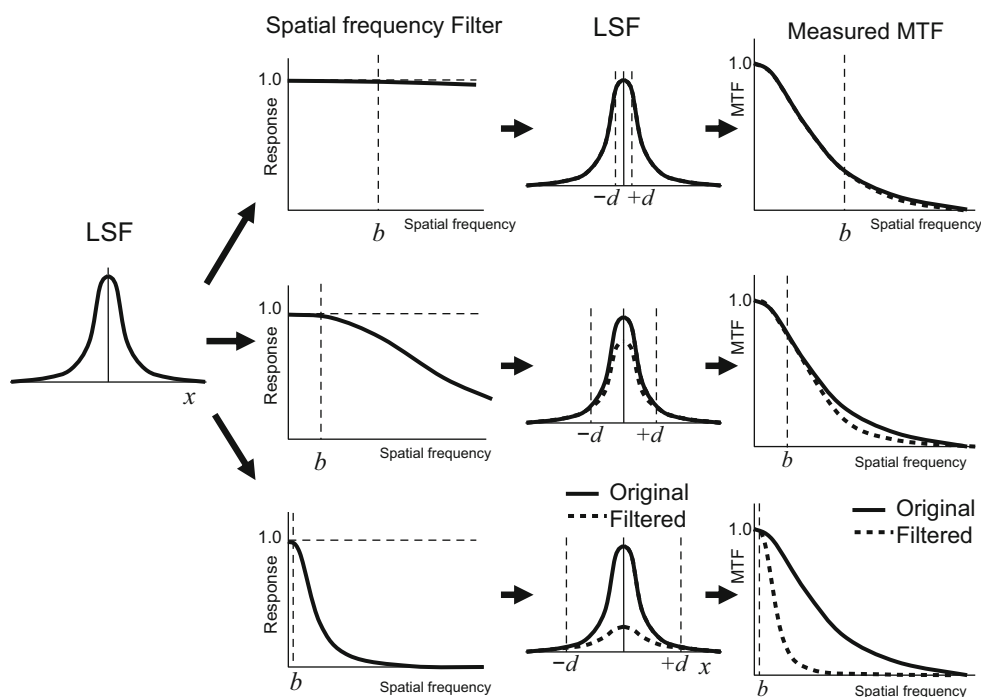 Spatial frequency Filter
LSF
Measured MTF
1.0
Response
b
Spatial frequency
−d
+d
1.0
MTF
b
Spatial frequency
LSF
x
1.0
Response
b
Spatial frequency
−d
+d
1.0
MTF
b
Spatial frequency
Original
Filtered
1.0
Response
b
Spatial frequency
−d
+d
x
Original
Filtered
1.0
MTF
b
Spatial frequency